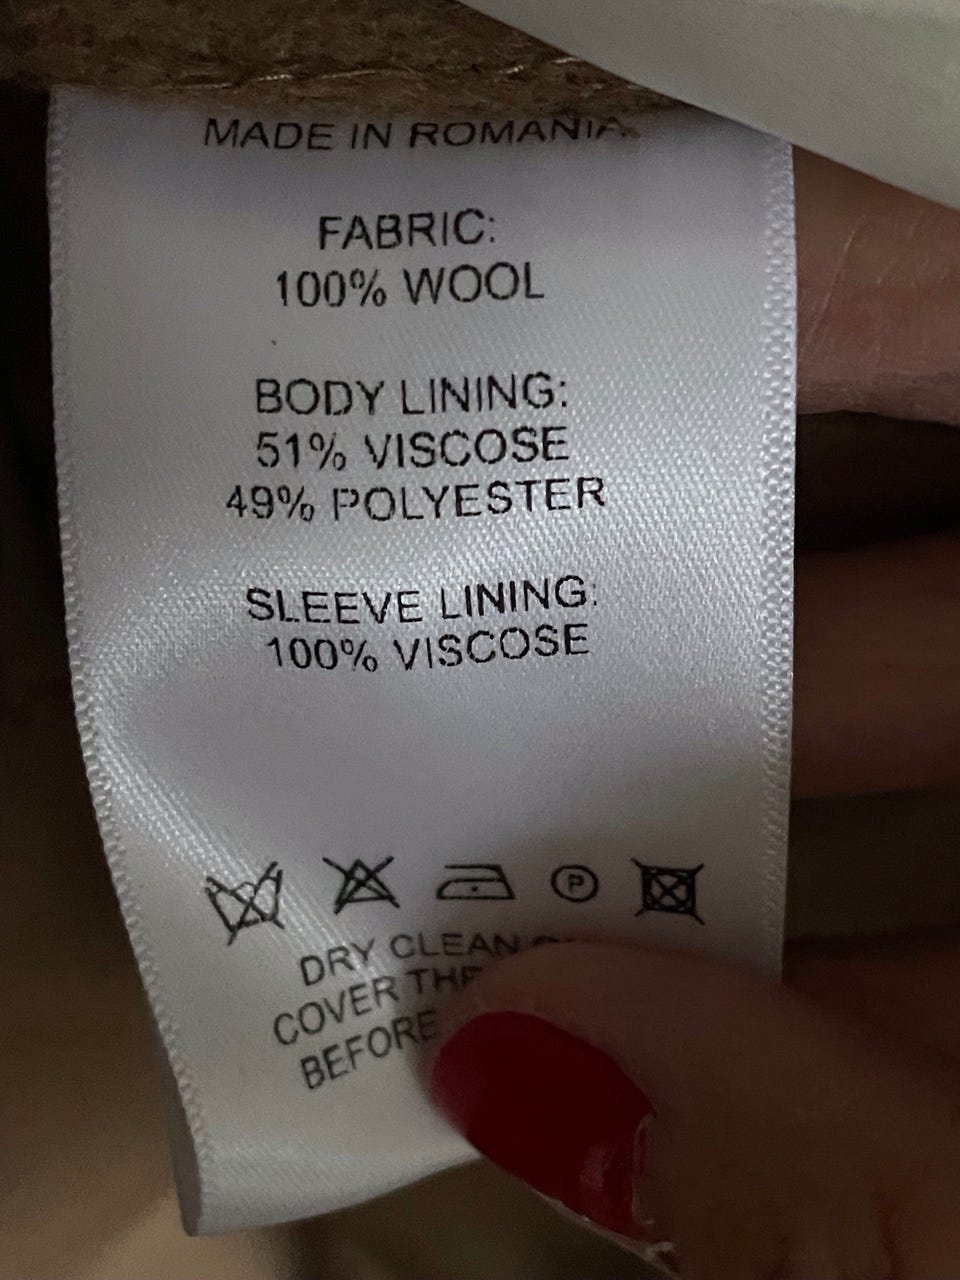 MADE IN ROMANIA
FABRIC:
100% WOOL
BODY LINING:
51% VISCOSE
49% POLYESTER
SLEEVE LINING:
100% VISCOSE
P
DRY CLEAN
COVER THE
BEFORE